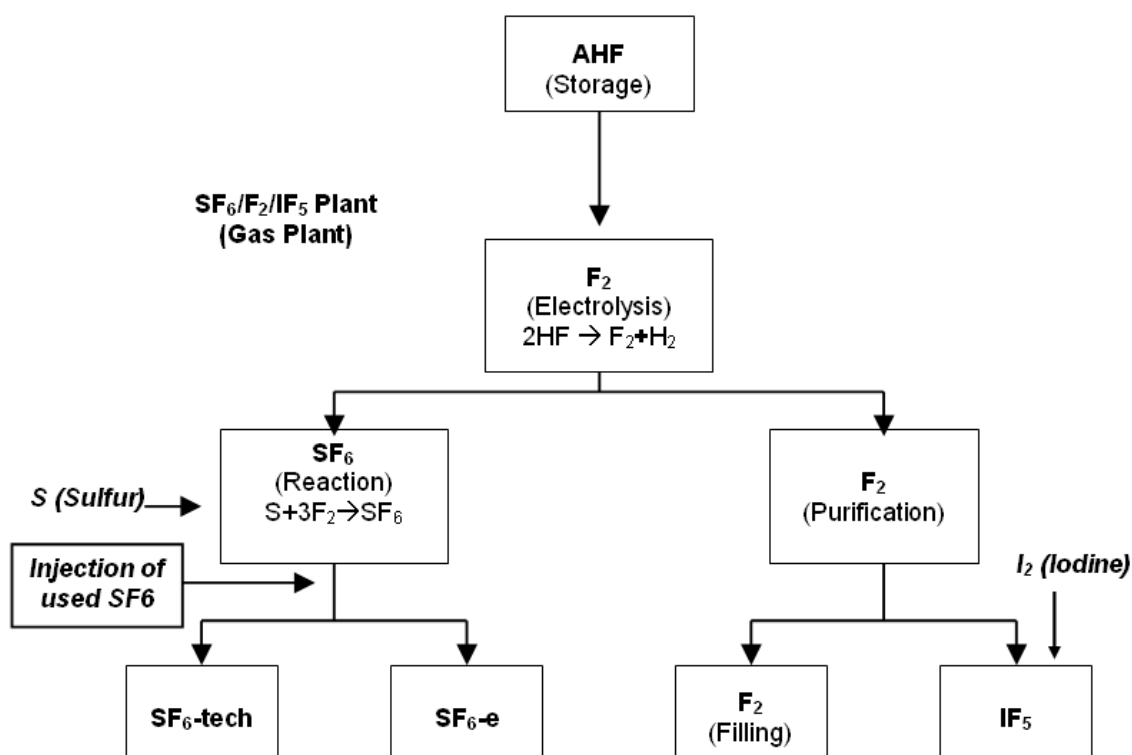 AHF
(Storage)
SF₆/F₂/IF₅ Plant
(Gas Plant)
F₂
(Electrolysis)
2HF → F₂+H₂
SF₆
(Reaction)
S+3F₂→SF₆
F₂
(Purification)
S (Sulfur)
Injection of
used SF6
I₂ (Iodine)
SF₆-tech
SF₆-e
F₂
(Filling)
IF₅